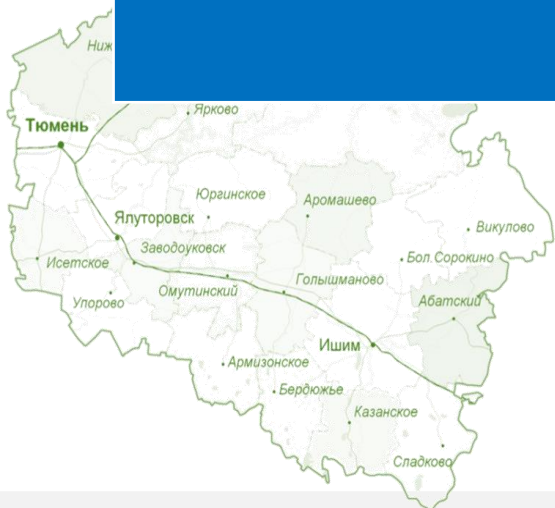 Ниж
Ярково
Тюмень
Юргинское
Аромашево
Ялуторовск
Викулово
Заводоуковск
Бол.Сорокино
Исетское
Голышманово
Омутинский
Упорово
Абатский
Ишим
Армизонское
Бердюжье
Казанское
Сладково